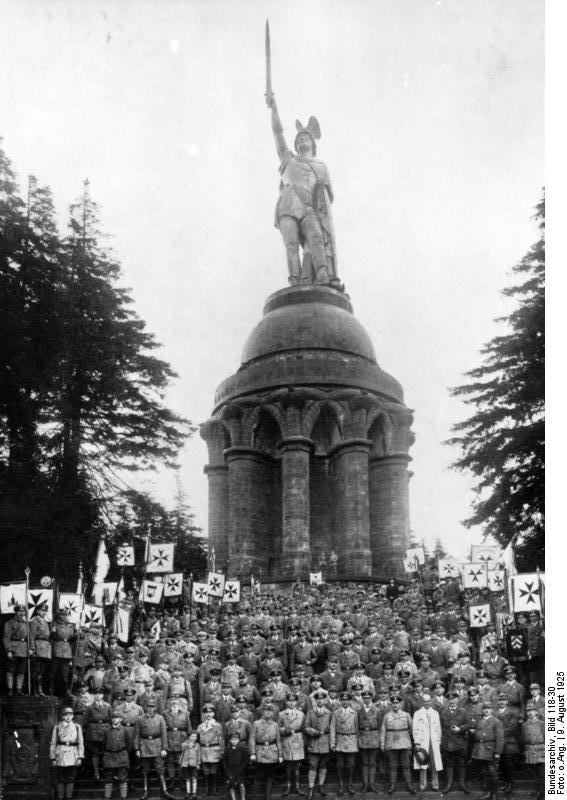 Bundesarchiv, Bild 118-30
Foto: o.Ang. | 9. August 1925